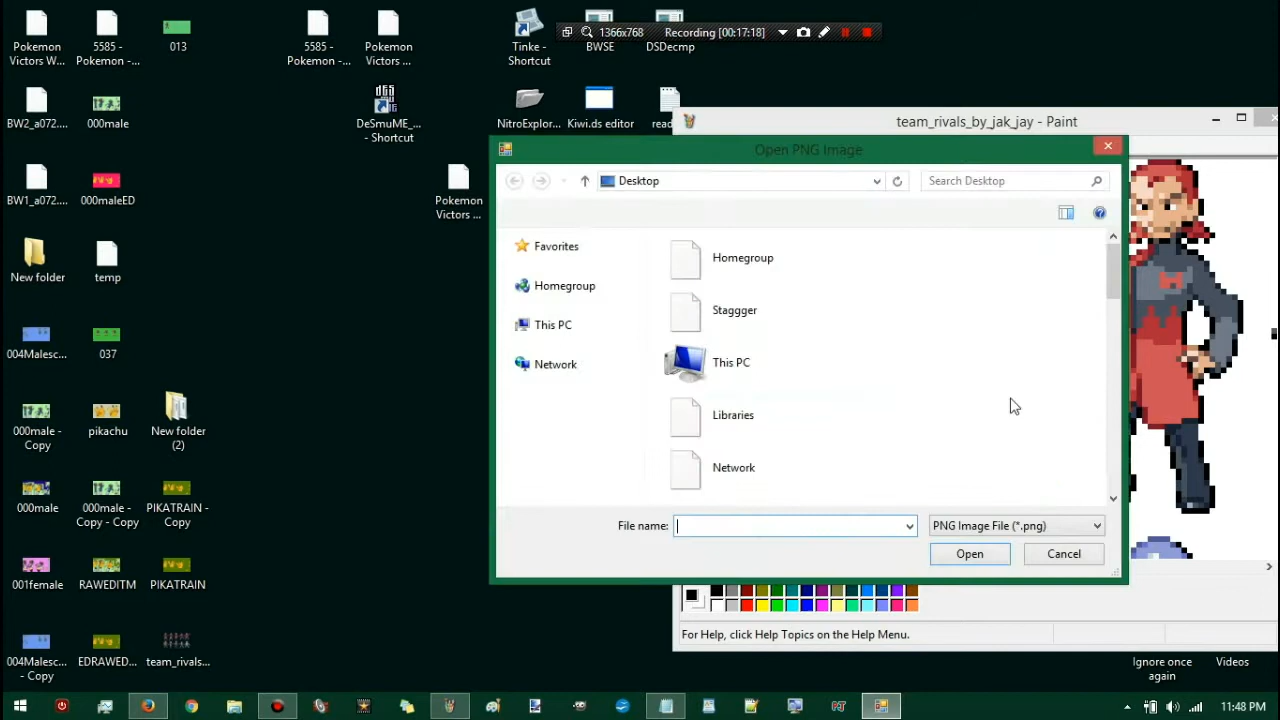 Pokemon
Victors W...
5585 -
Pokemon -...
013
5585 -
Pokemon -...
Pokemon
Victors ...
Tinke -
Shortcut
BWSE
DSDecmp
1366x768
Recording [00:17:18]
BW2_a072....
000male
DeSmuME_...
- Shortcut
NitroExplor...
Kiwi.ds editor
team_rivals_by_jak_jay - Paint
BW1_a072....
000maleED
Pokemon
Victors ...
New folder
temp
004Malesc...
037
000male -
Copy
pikachu
New folder
(2)
000male
000male -
Copy - Copy
PIKATRAIN -
Copy
001female
RAWEDITM
PIKATRAIN
004Malesc...
- Copy
EDRAWED...
team_rivals...
Open PNG Image
Desktop
Search Desktop
Favorites
Homegroup
This PC
Network
Homegroup
Staggger
This PC
Libraries
Network
File name:
PNG Image File (*.png)
Open
Cancel
For Help, click Help Topics on the Help Menu.
Ignore once
again
Videos
11:48 PM